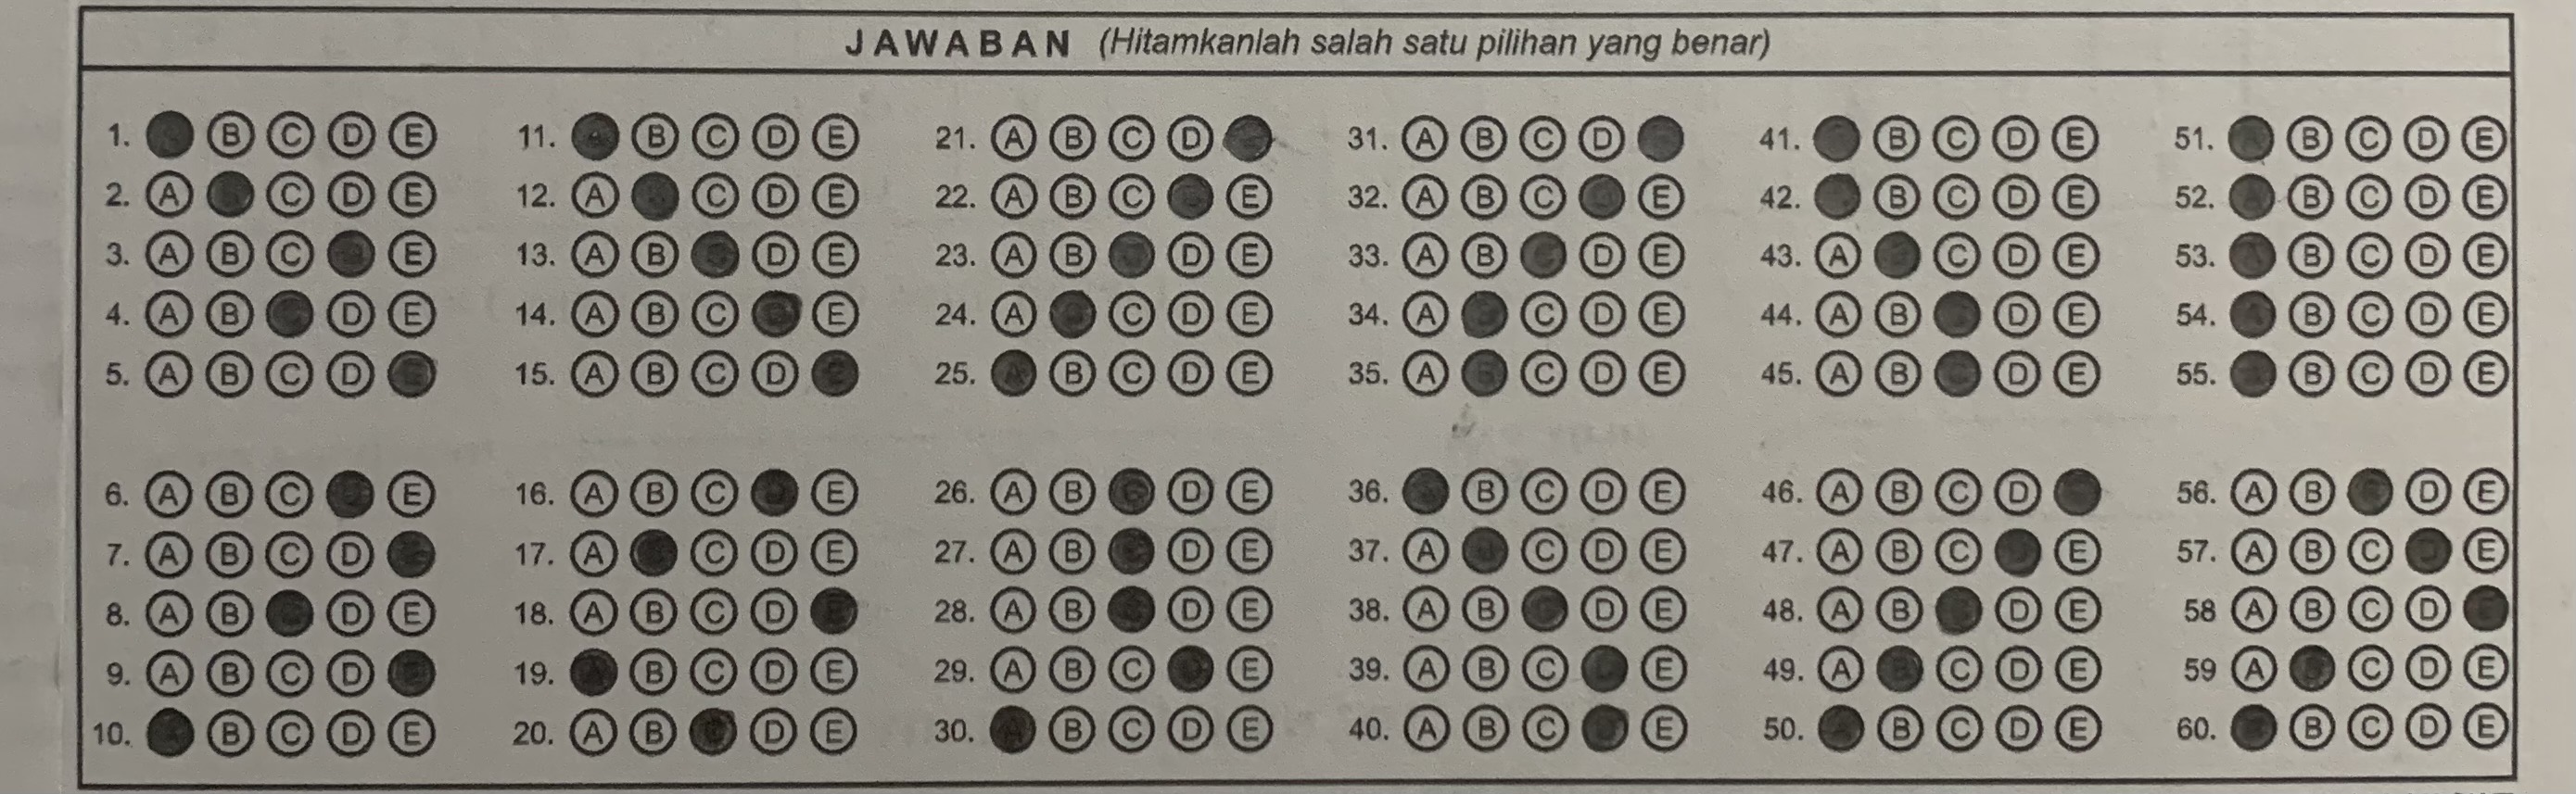 JAWABAN (Hitamkanlah salah satu pilihan yang benar)
1. B C D E 11. B C D E 21. A B C D 31. A B C D 41. B C D E 51. B C D E
2. A C D E 12. A C D E 22. A B C E 32. A B C E 42. B C D E 52. B C D E
3. A B C E 13. A B D E 23. A B D E 33. A B D E 43. A C D E 53. B C D E
4. A B D E 14. A B C E 24. A C D E 34. A C D E 44. A B D E 54. B C D E
5. A B C D 15. A B C D 25. B C D E 35. A C D E 45. A B D E 55. B C D E
6. A B C E 16. A B C E 26. A B D E 36. B C D E 46. A B C D 56. A B D E
7. A B C D 17. A C D E 27. A B D E 37. A C D E 47. A B C E 57. A B C E
8. A B D E 18. A B C D 28. A B D E 38. A B D E 48. A B D E 58 A B C D
9. A B C D 19. B C D E 29. A B C E 39. A B C E 49. A C D E 59 A C D E
10. B C D E 20. A B D E 30. B C D E 40. A B C E 50. B C D E 60. B C D E